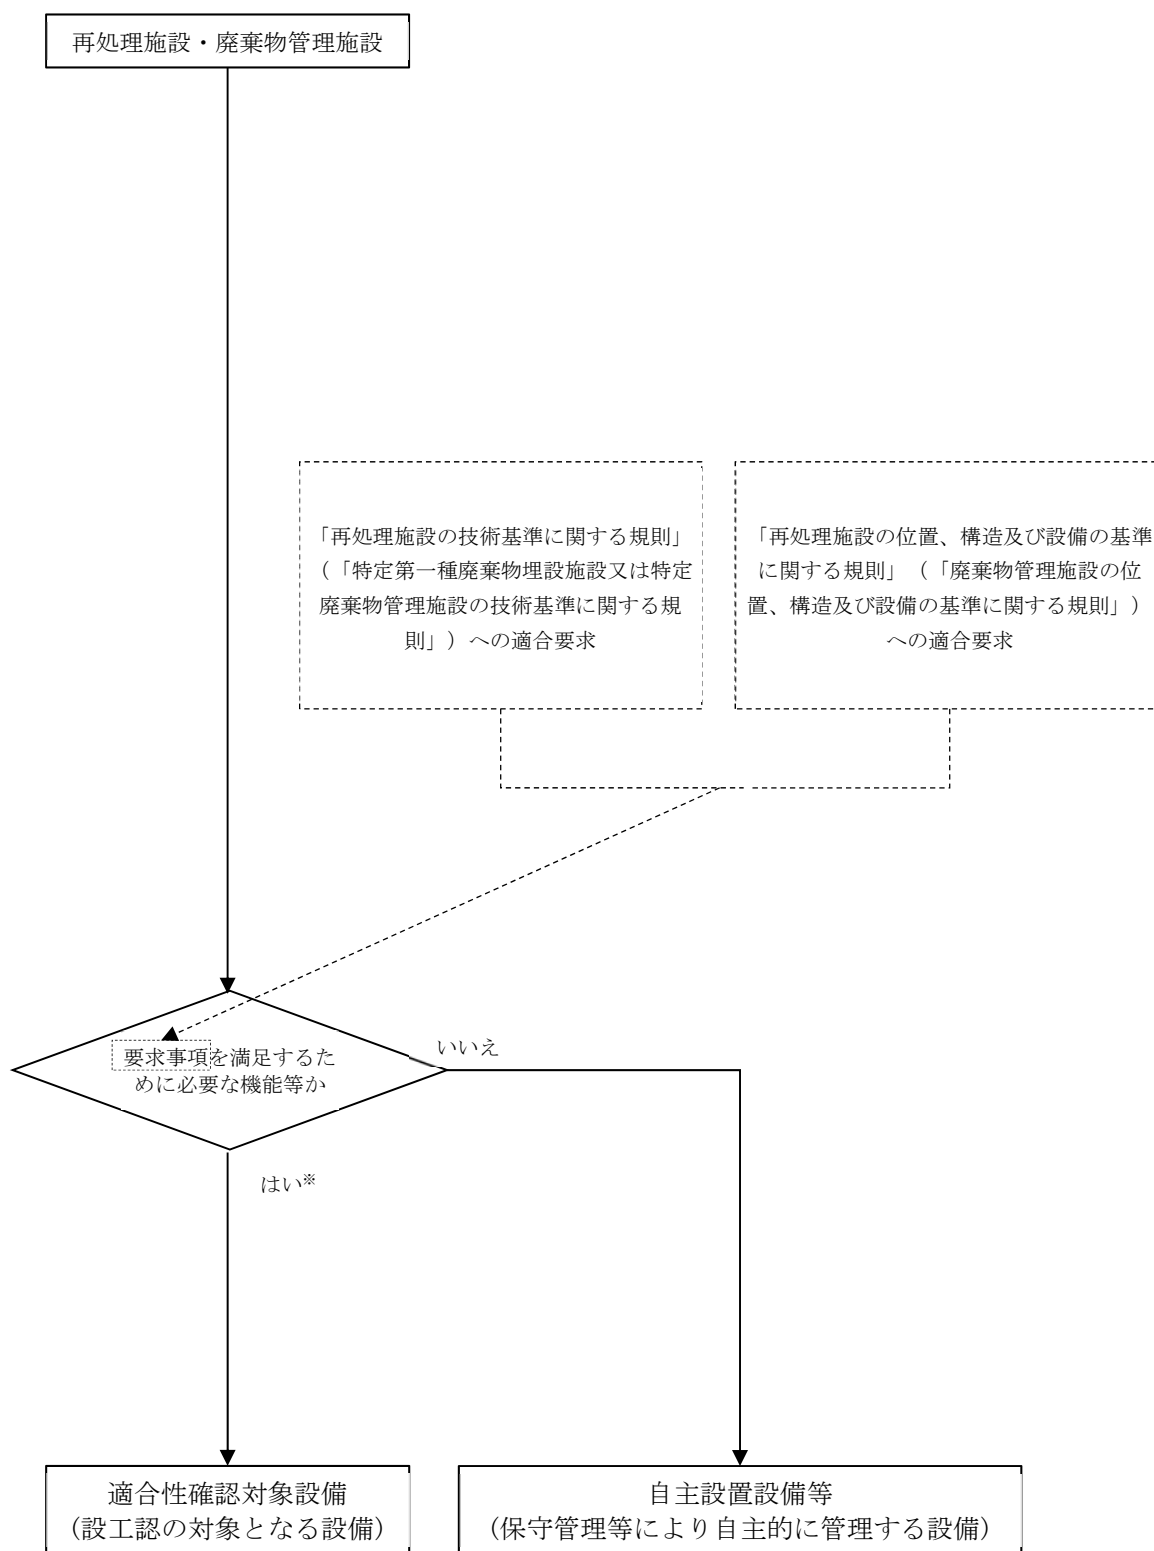 再処理施設・廃棄物管理施設
「再処理施設の技術基準に関する規則」
(「特定第一種廃棄物埋設施設又は特定
廃棄物管理施設の技術基準に関する規
則」)への適合要求
「再処理施設の位置、構造及び設備の基準
に関する規則」(「廃棄物管理施設の位
置、構造及び設備の基準に関する規則」)
への適合要求
要求事項を満足するた
めに必要な機能等か
いいえ
はい※
適合性確認対象設備
(設工認の対象となる設備)
自主設置設備等
(保守管理等により自主的に管理する設備)